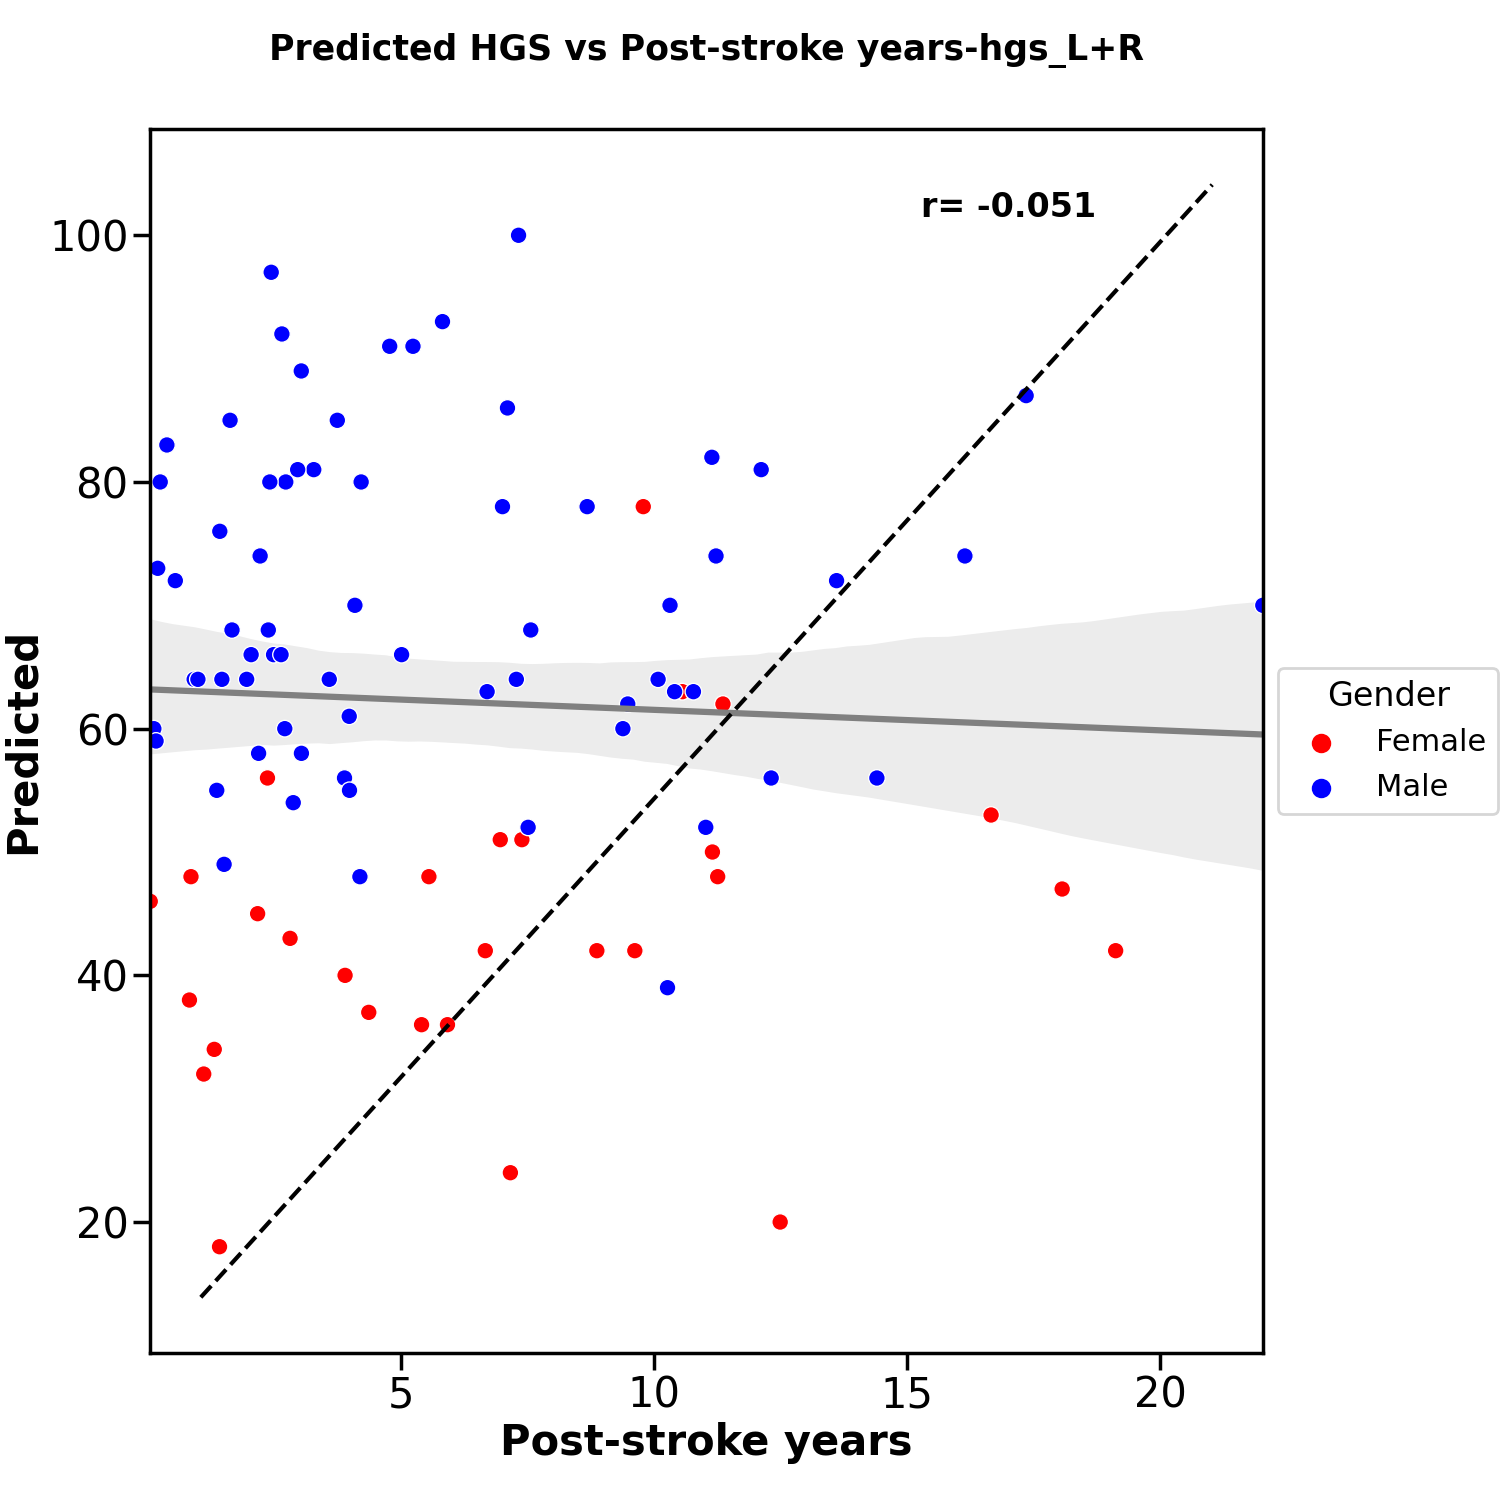 Predicted HGS vs Post-stroke years-hgs_L+R
r= -0.051
100
80
60
40
20
Predicted
5 10 15 20
Post-stroke years
Gender
Female
Male